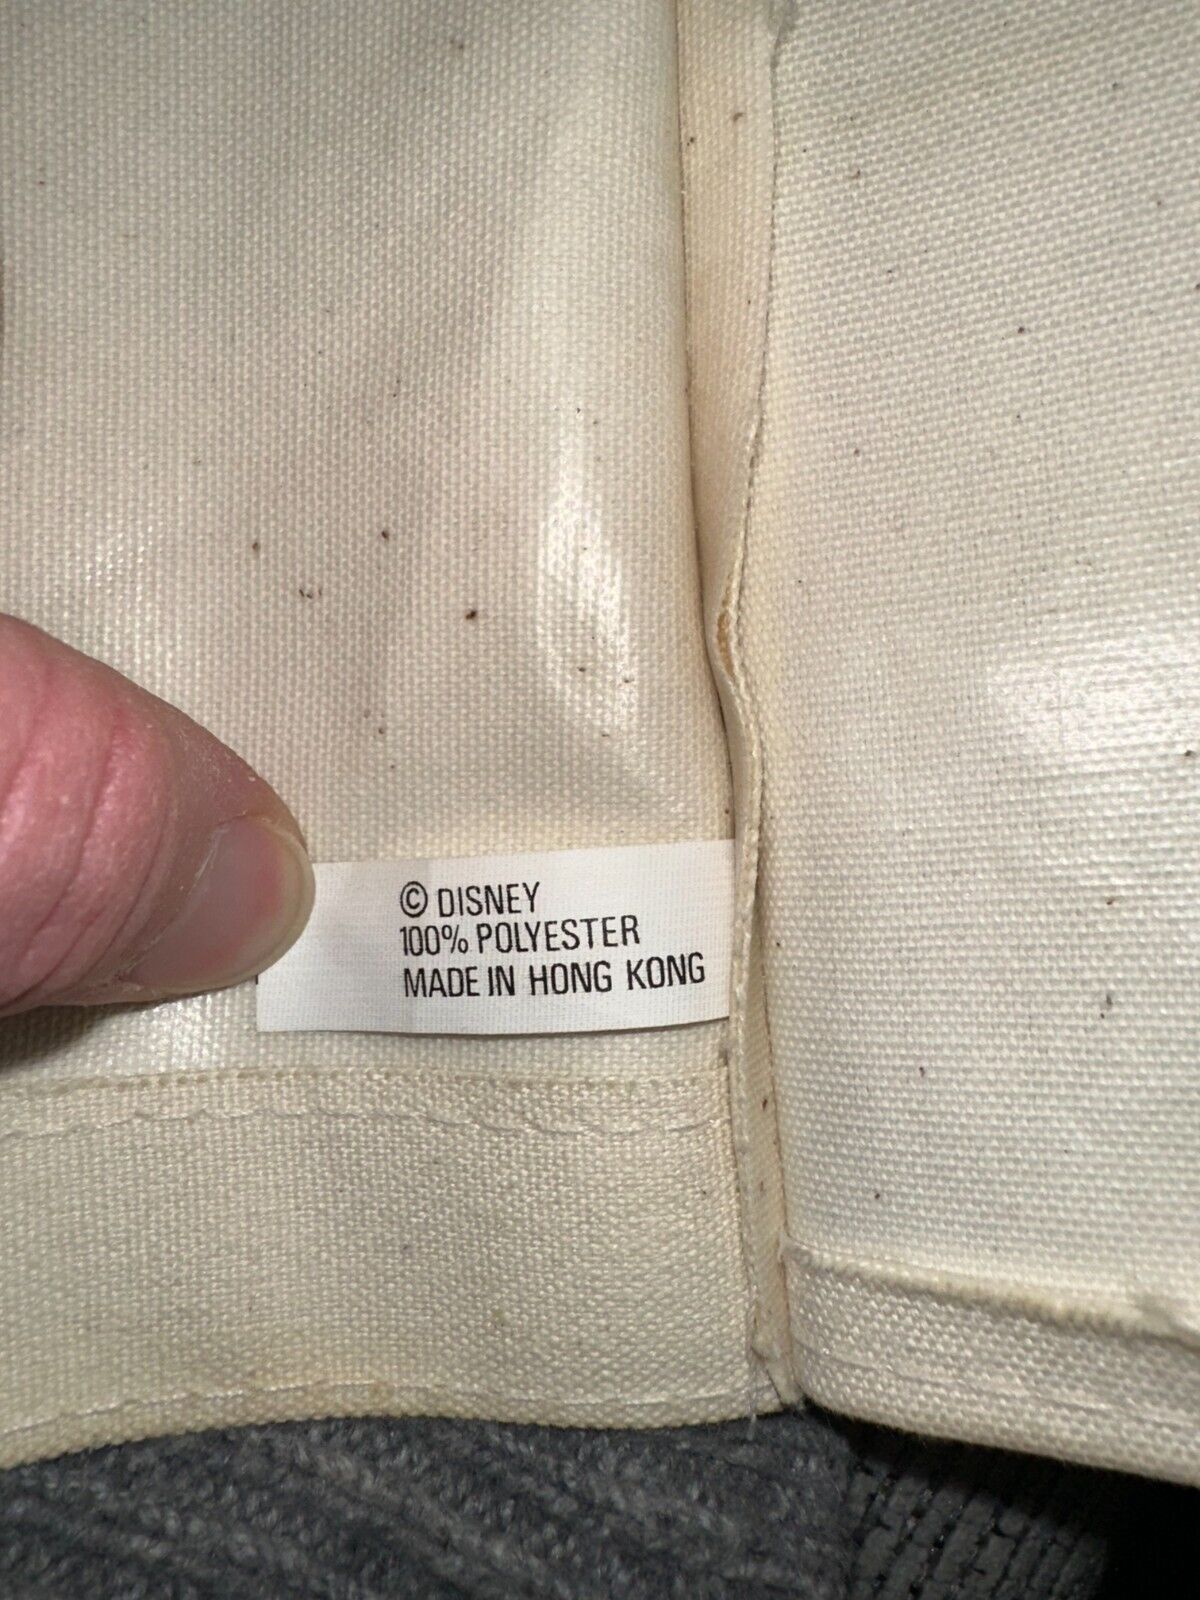 © DISNEY
100% POLYESTER
MADE IN HONG KONG